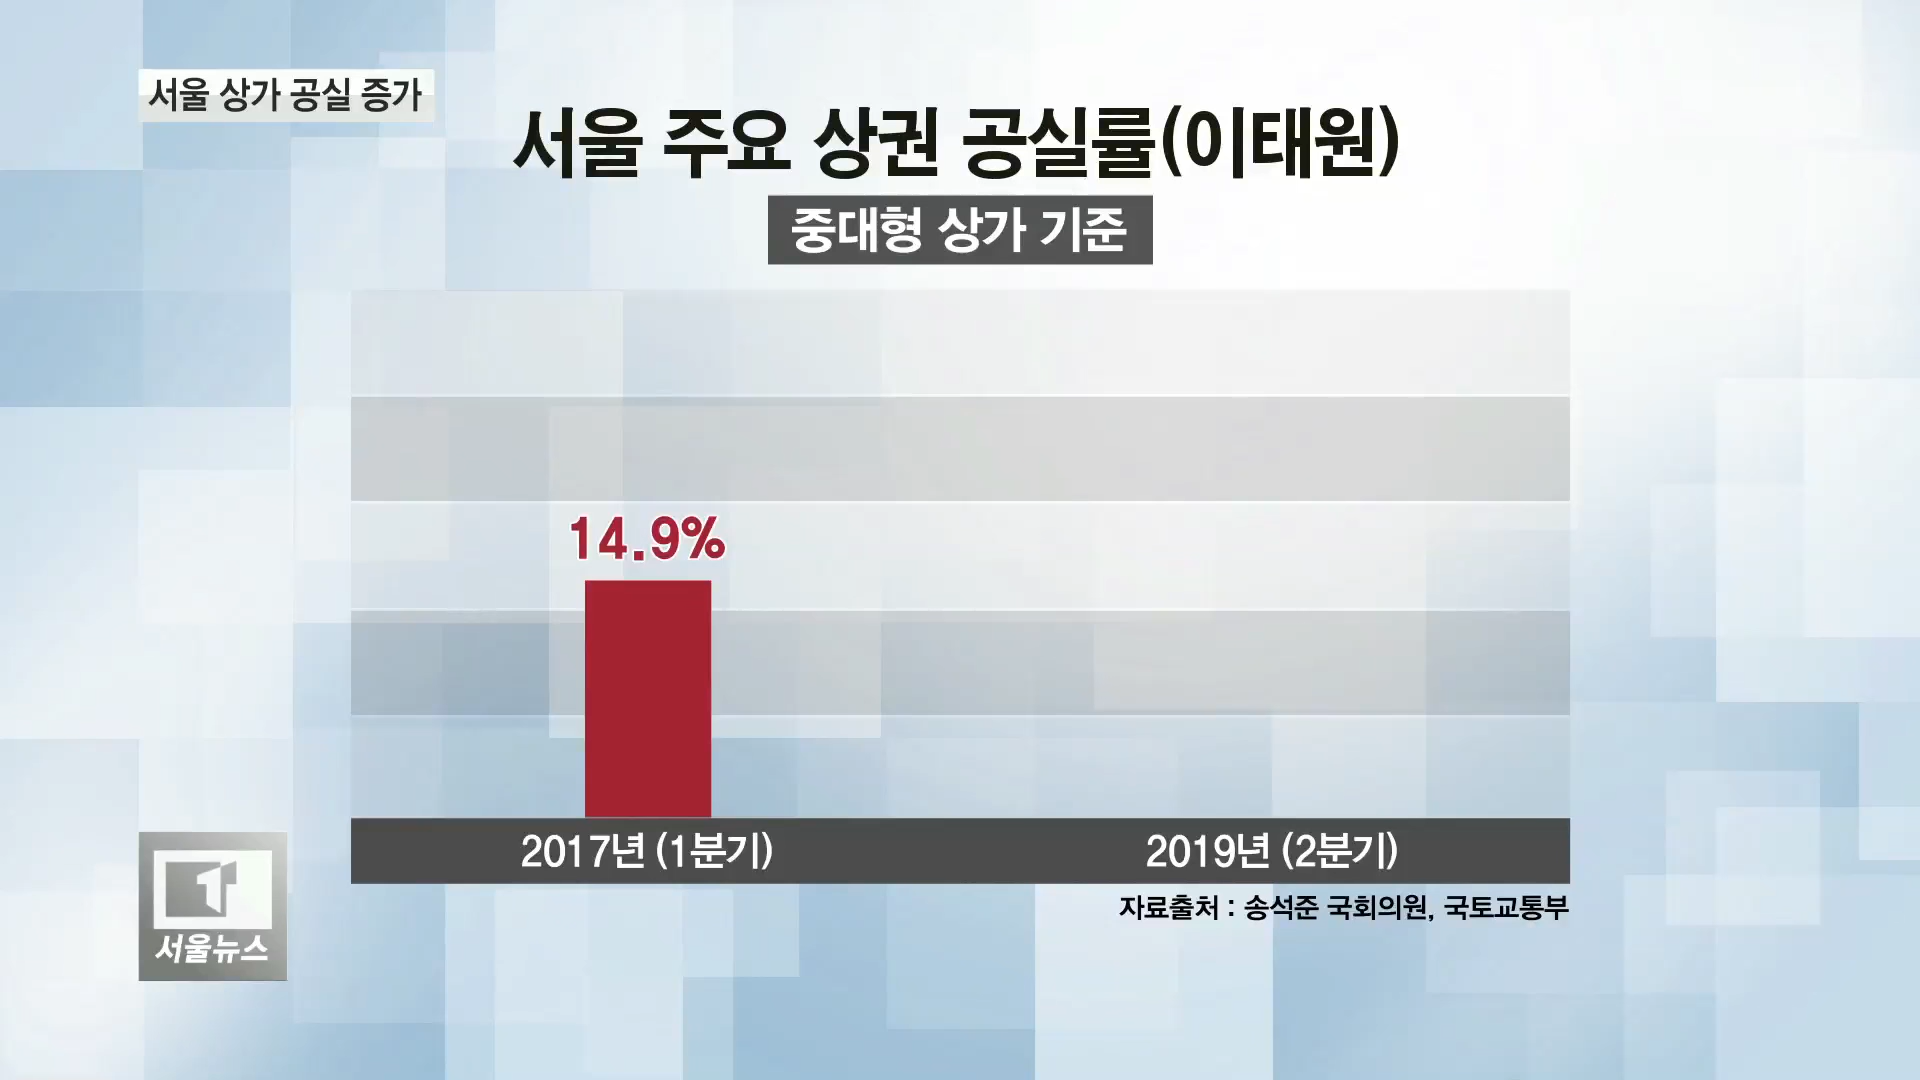 서울 상가 공실 증가
서울 주요 상권 공실률(이태원)
중대형 상가 기준
14.9%
2017년 (1분기)
2019년 (2분기)
자료출처 : 송석준 국회의원, 국토교통부
서울뉴스